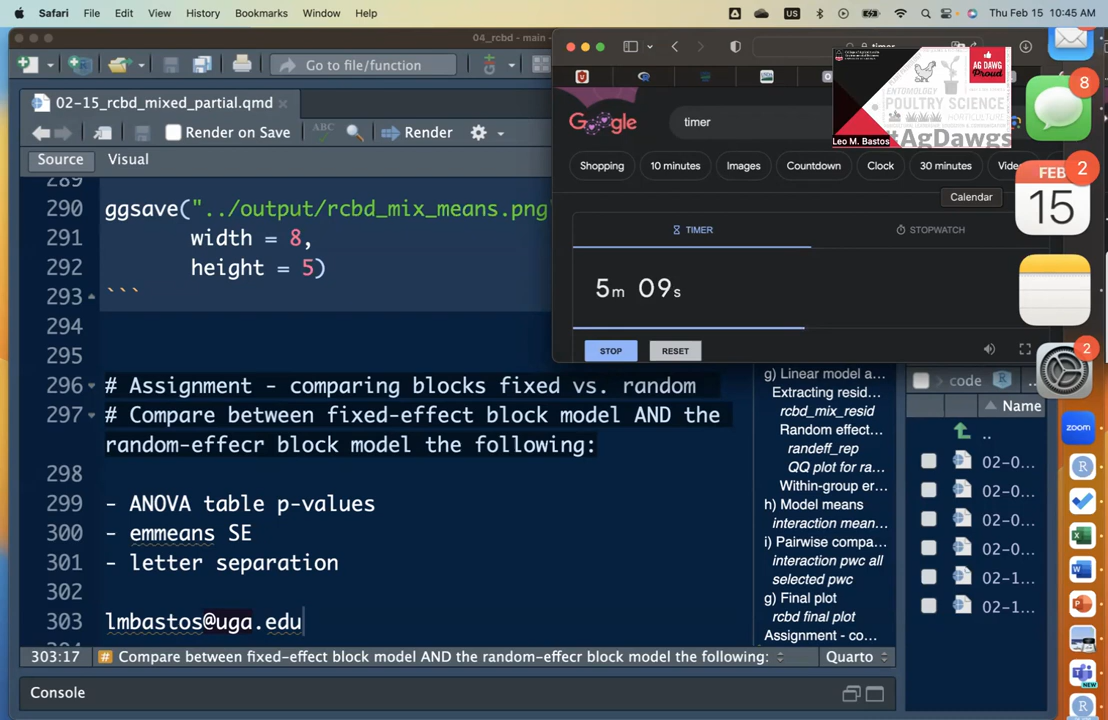 Safari File Edit View History Bookmarks Window Help
US
Thu Feb 15 10:45 AM
04_rcbd - main -
Go to file/function
02-15_rcbd_mixed_partial.qmd
Render on Save
ABC
Render
Source Visual
289
290 ggsave("../output/rcbd_mix_means.png"
291 width = 8,
292 height = 5)
293 ```
294
295
296 # Assignment - comparing blocks fixed vs. random
297 # Compare between fixed-effect block model AND the
random-effecr block model the following:
298
299 - ANOVA table p-values
300 - emmeans SE
301 - letter separation
302
303 lmbastos@uga.edu
303:17 # Compare between fixed-effect block model AND the random-effecr block model the following: Quarto
Console
g) Linear model a...
Extracting resid...
rcbd_mix_resid
Random effect...
randeff_rep
QQ plot for ra...
Within-group er...
h) Model means
interaction mean...
i) Pairwise compa...
interaction pwc all
selected pwc
g) Final plot
rcbd final plot
Assignment - co...
code
Name
..
02-0...
02-0...
02-0...
02-0...
02-1...
02-1...
timer
Google
timer
Shopping 10 minutes Images Countdown Clock 30 minutes Vide
Calendar
TIMER STOPWATCH
5m 09s
STOP RESET
AG DAWG
Proud
ENTOMOLOGY
POULTRY SCIENCE
HORTICULTURE
#AgDawgs
Leo M. Bastos
8
2
FEB
15
2
zoom
NEW